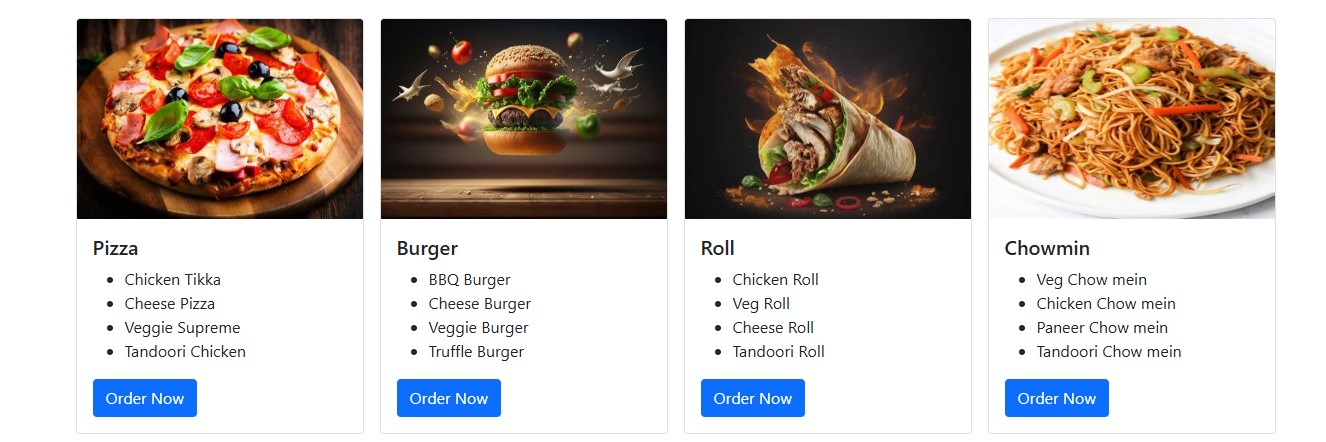 Pizza
Chicken Tikka
Cheese Pizza
Veggie Supreme
Tandoori Chicken
Order Now
Burger
BBQ Burger
Cheese Burger
Veggie Burger
Truffle Burger
Order Now
Roll
Chicken Roll
Veg Roll
Cheese Roll
Tandoori Roll
Order Now
Chowmin
Veg Chow mein
Chicken Chow mein
Paneer Chow mein
Tandoori Chow mein
Order Now